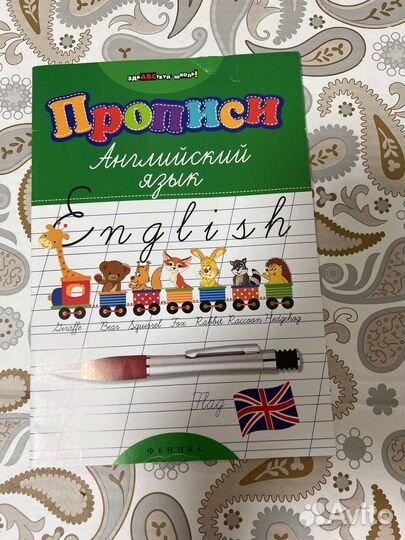 здрАВСтвуй, школа!
Прописи
Английский
язык
English
Giraffe Bear Squirrel Fox Rabbit Raccoon Hedgehog
Flag
ФЕНИКС
Avito